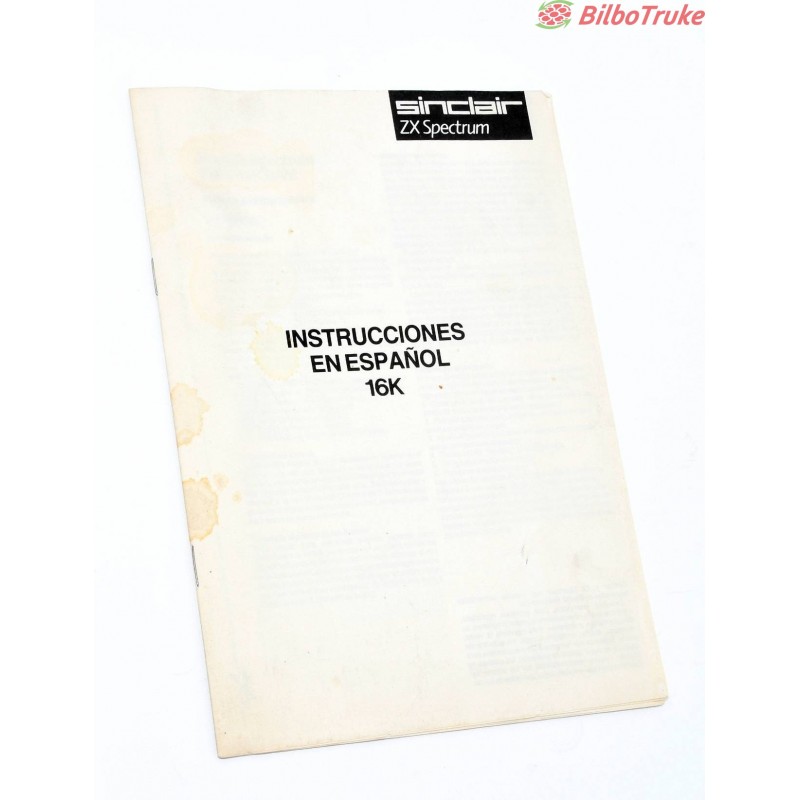 BilboTruke
sinclair
ZX Spectrum
INSTRUCCIONES
EN ESPAÑOL
16K